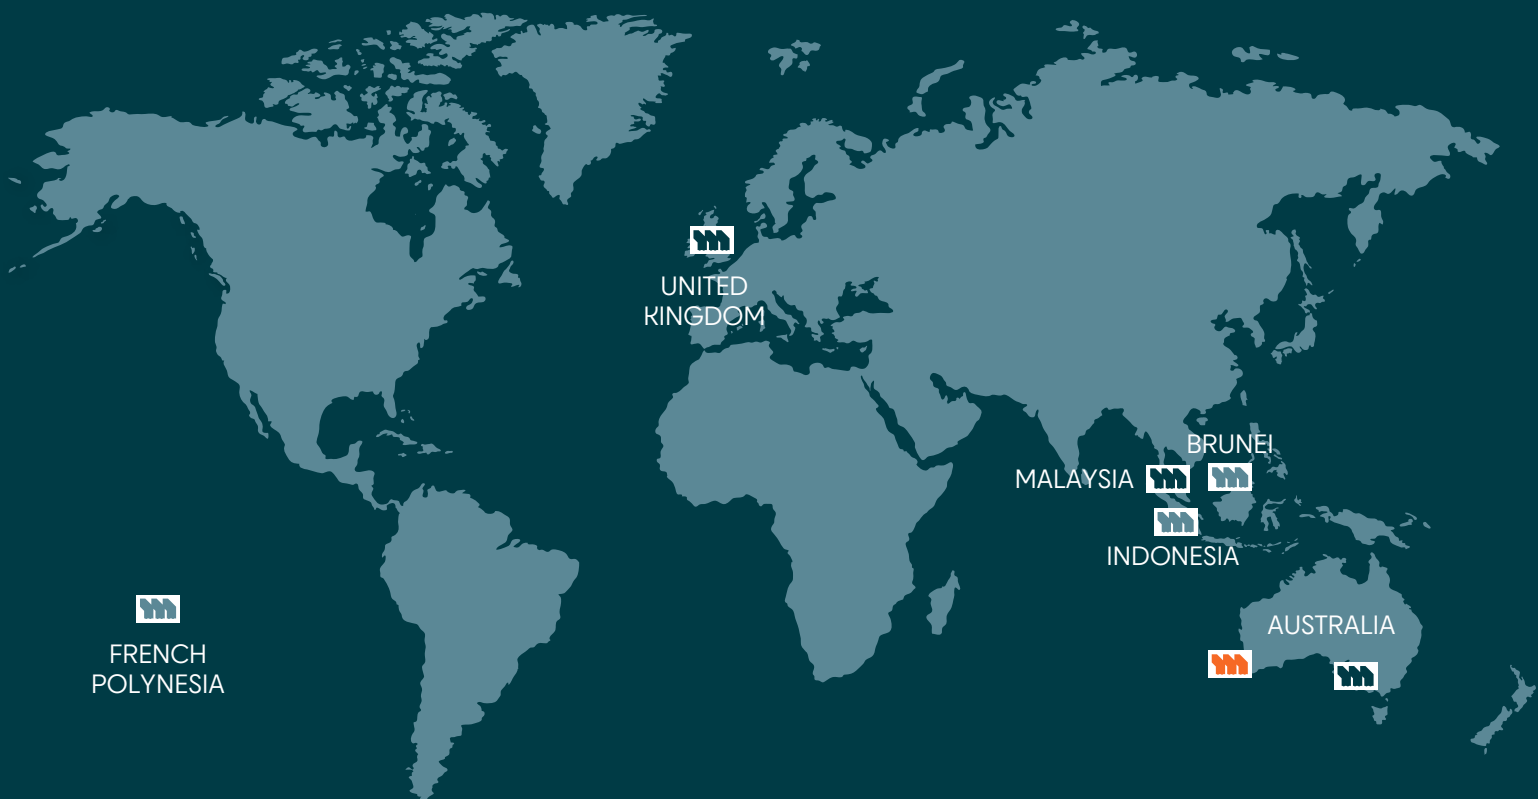 UNITED
KINGDOM
BRUNEI
MALAYSIA
INDONESIA
AUSTRALIA
FRENCH
POLYNESIA